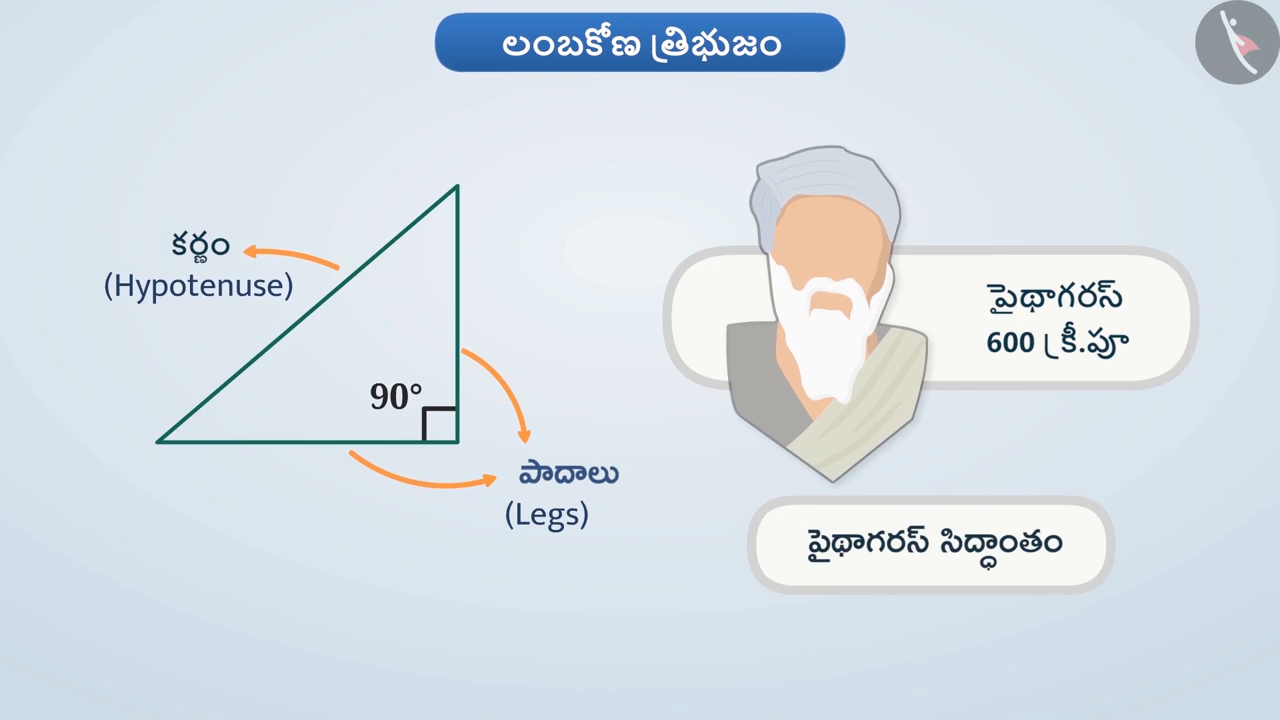 లంబకోణ త్రిభుజం
కర్ణం
(Hypotenuse)
90°
పాదాలు
(Legs)
పైథాగరస్
600 క్రీ.పూ
పైథాగరస్ సిద్ధాంతం